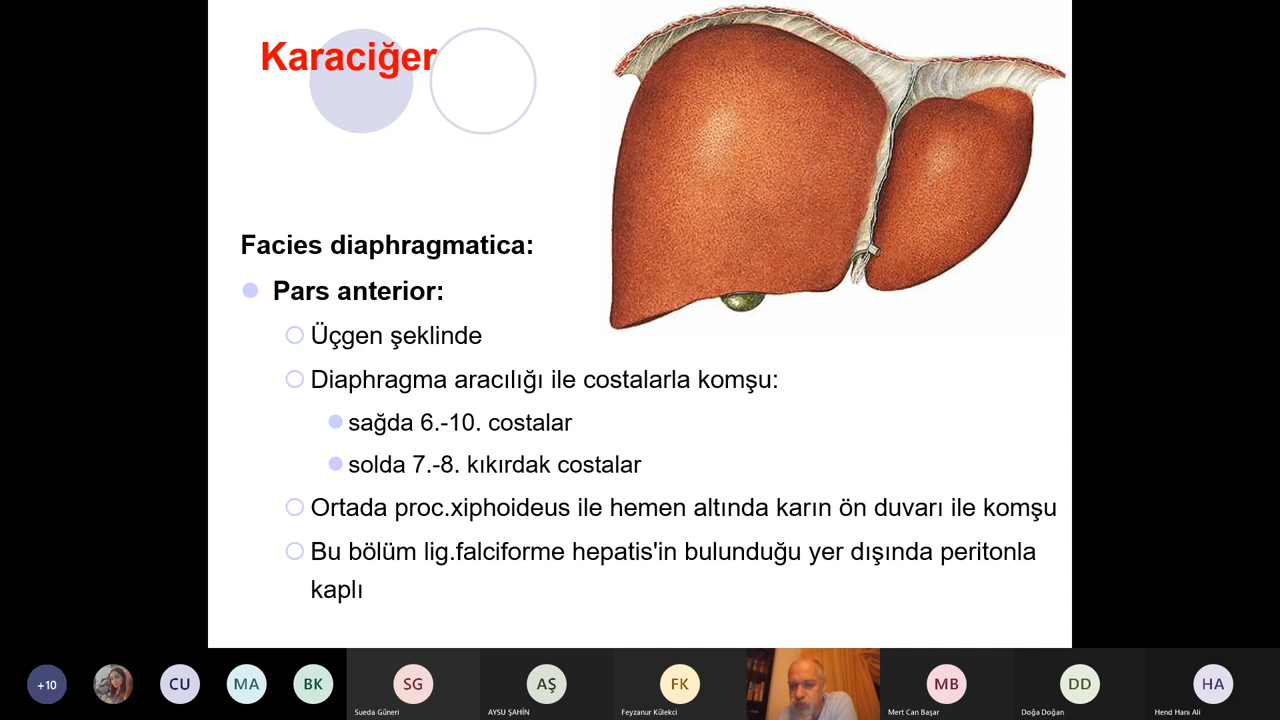 Karaciğer
Facies diaphragmatica:
Pars anterior:
Üçgen şeklinde
Diaphragma aracılığı ile costalarla komşu:
sağda 6.-10. costalar
solda 7.-8. kıkırdak costalar
Ortada proc.xiphoideus ile hemen altında karın ön duvarı ile komşu
Bu bölüm lig.falciforme hepatis'in bulunduğu yer dışında peritonla
kaplı
+10
CU
MA
BK
SG
AŞ
FK
MB
DD
HA
Sueda Güneri
AYSU ŞAHİN
Feyzanur Külekci
Mert Can Başar
Doğa Doğan
Hend Hanı Ali